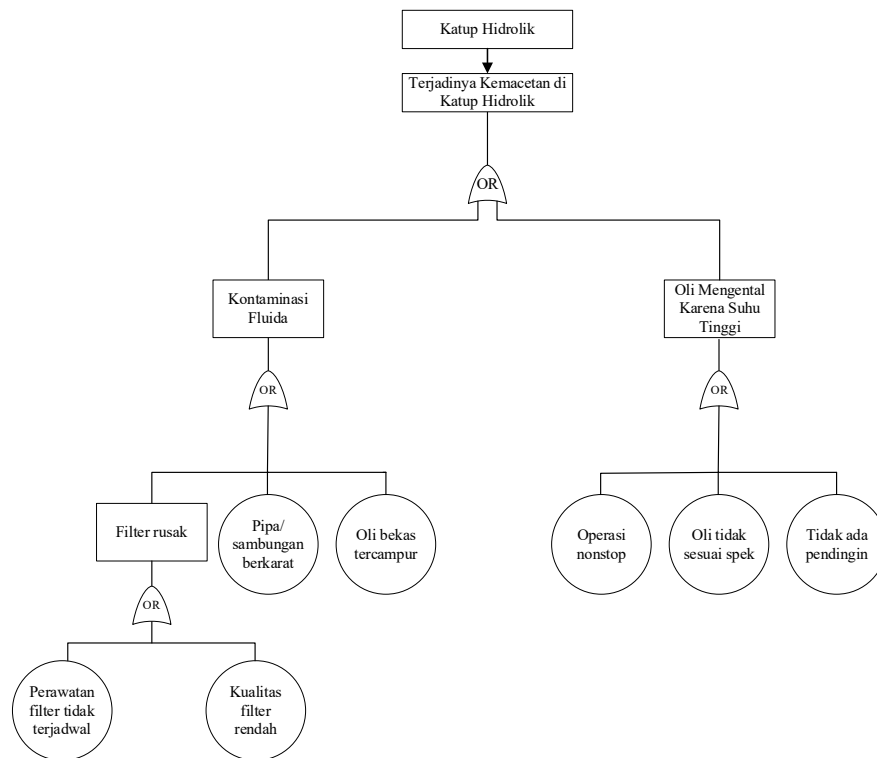 Katup Hidrolik
Terjadinya Kemacetan di
Katup Hidrolik
OR
Kontaminasi
Fluida
Oli Mengental
Karena Suhu
Tinggi
OR
OR
Filter rusak
Pipa/
sambungan
berkarat
Oli bekas
tercampur
Operasi
nonstop
Oli tidak
sesuai spek
Tidak ada
pendingin
OR
Perawatan
filter tidak
terjadwal
Kualitas
filter
rendah